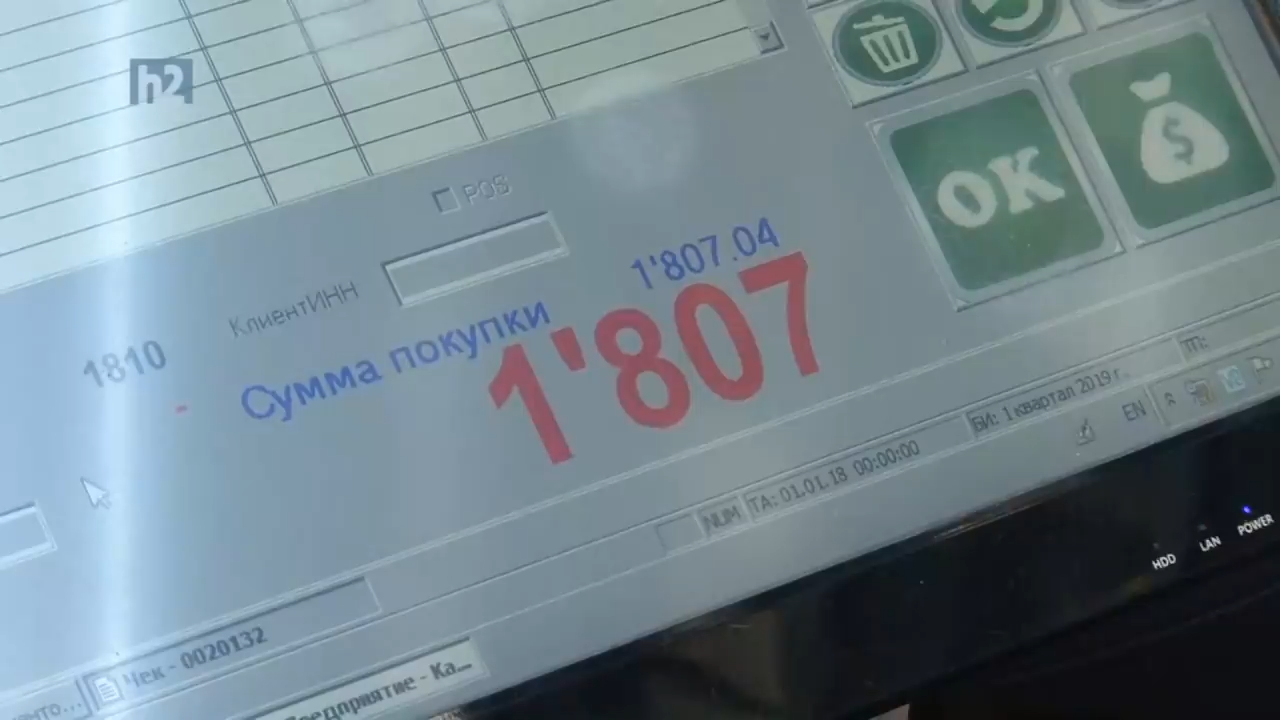 h2
POS
OK
$
КлиентИНН
1'807.04
1810
Сумма покупки
1'807
-
NUM
TA: 01.01.18 00:00:00
БИ: 1 квартал 2019 г.
EN
Чек - 0020132
HDD
LAN
POWER